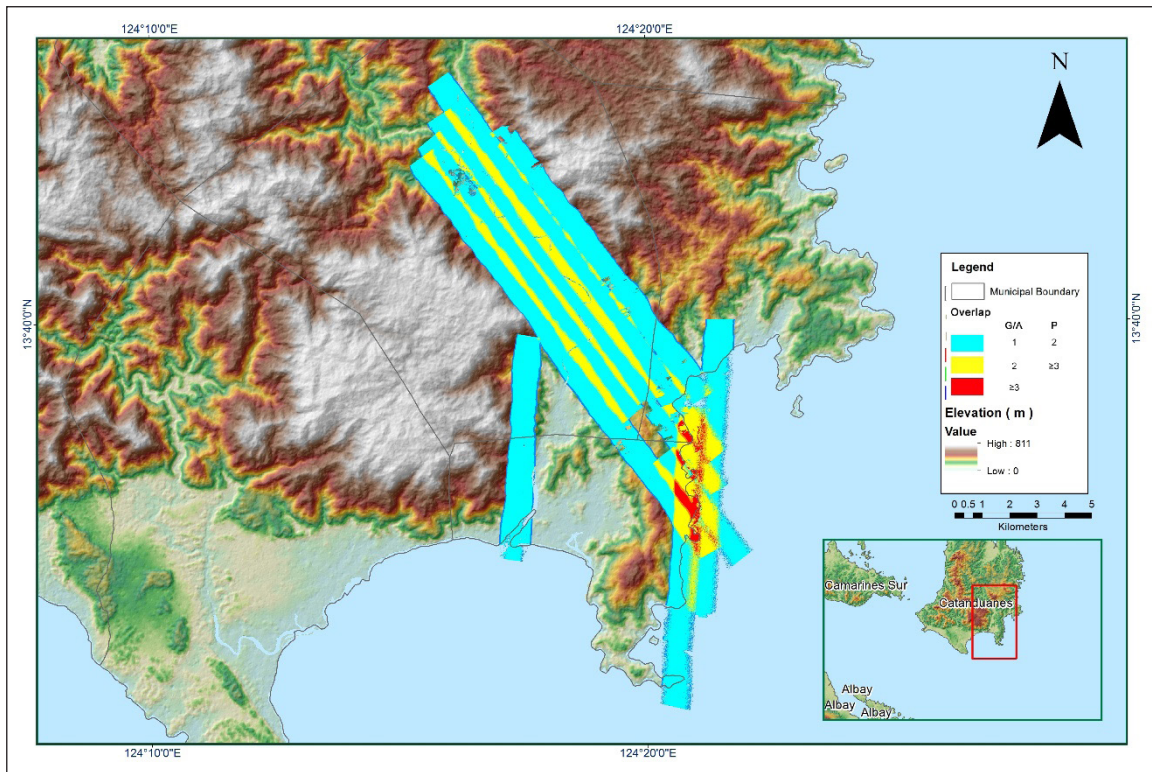 124°10'0"E
124°20'0"E
N
13°40'0"N
13°40'0"N
Legend
Municipal Boundary
Overlap
G/A P
1 2
2 ≥3
≥3
Elevation ( m )
Value
High : 811
Low : 0
0 0.5 1 2 3 4 5
Kilometers
Camarines Sur
Catanduanes
Albay
Albay
Albay
124°10'0"E
124°20'0"E